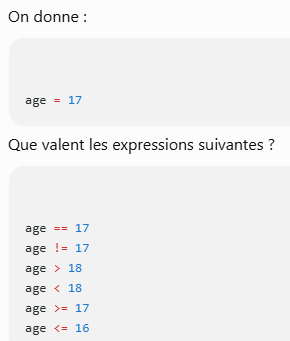 On donne :
age = 17
Que valent les expressions suivantes ?
age == 17
age != 17
age > 18
age < 18
age >= 17
age <= 16